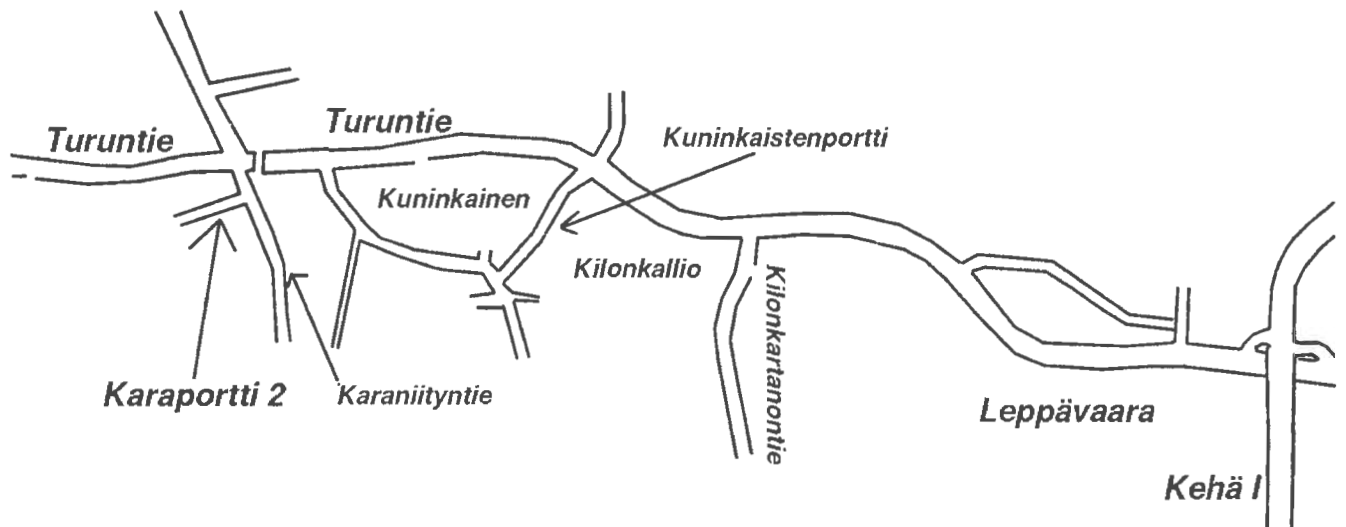 Turuntie
Turuntie
Kuninkaistenportti
Kuninkainen
Kilonkallio
Kilonkartanontie
Karaportti 2
Karaniityntie
Leppävaara
Kehä I